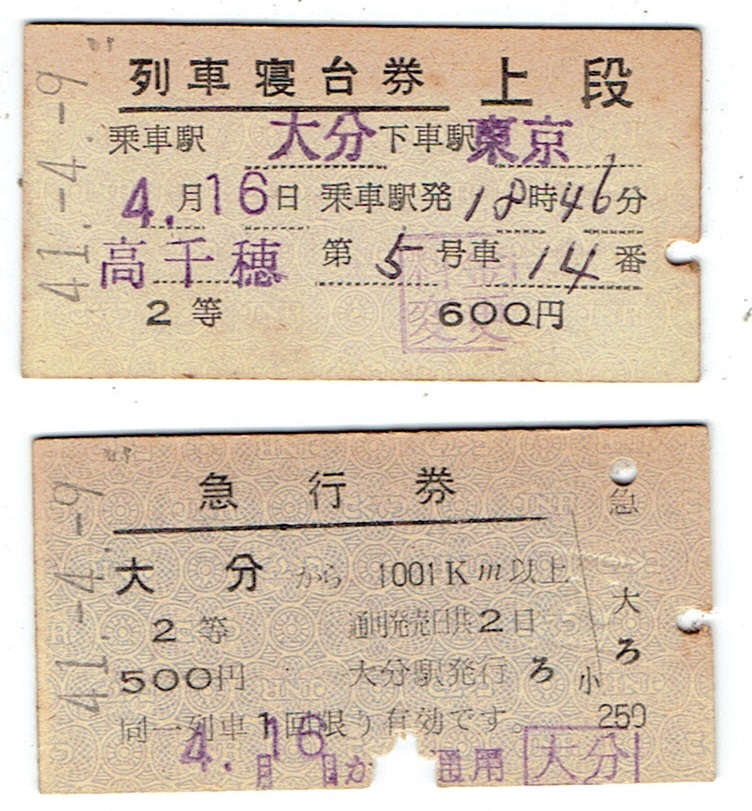 41.-4.-9
列車寝台券 上段
乗車駅 大分 下車駅 東京
4.月16日 乗車駅発 18時46分
高千穂 第5号車 14番
2等 600円
料金
変更
41.-4.-9
急行券
大分から 1001Km以上
2等 通用発売日共2日
500円 大分駅発行 ろ
同一列車1回限り有効です。
4.月16日から 通用 大分
急
大
ろ
小
250